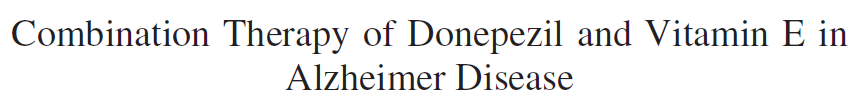 Combination Therapy of Donepezil and Vitamin E in
Alzheimer Disease